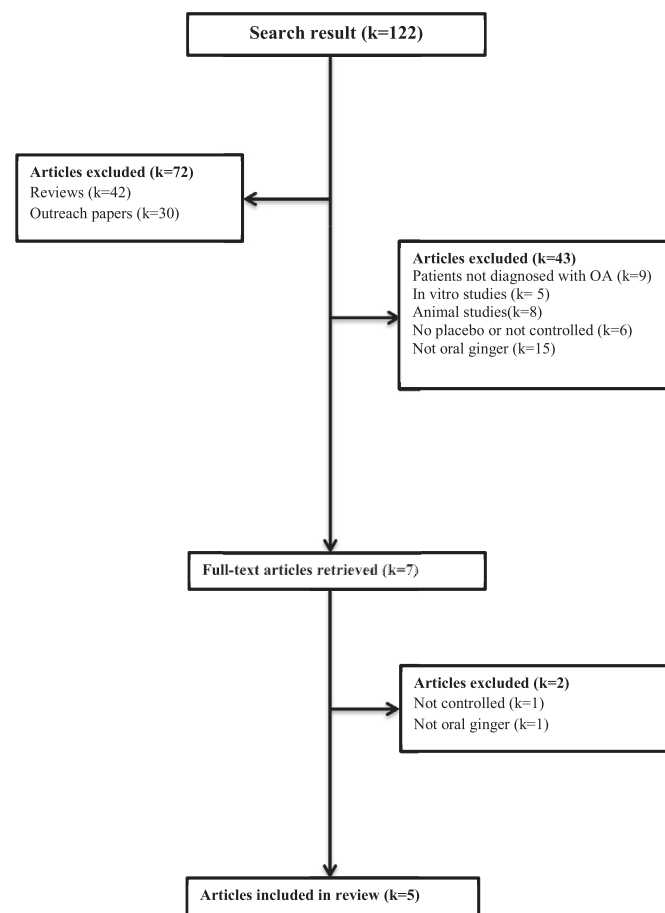 Search result (k=122)
Articles excluded (k=72)
Reviews (k=42)
Outreach papers (k=30)
Articles excluded (k=43)
Patients not diagnosed with OA (k=9)
In vitro studies (k= 5)
Animal studies(k=8)
No placebo or not controlled (k=6)
Not oral ginger (k=15)
Full-text articles retrieved (k=7)
Articles excluded (k=2)
Not controlled (k=1)
Not oral ginger (k=1)
Articles included in review (k=5)